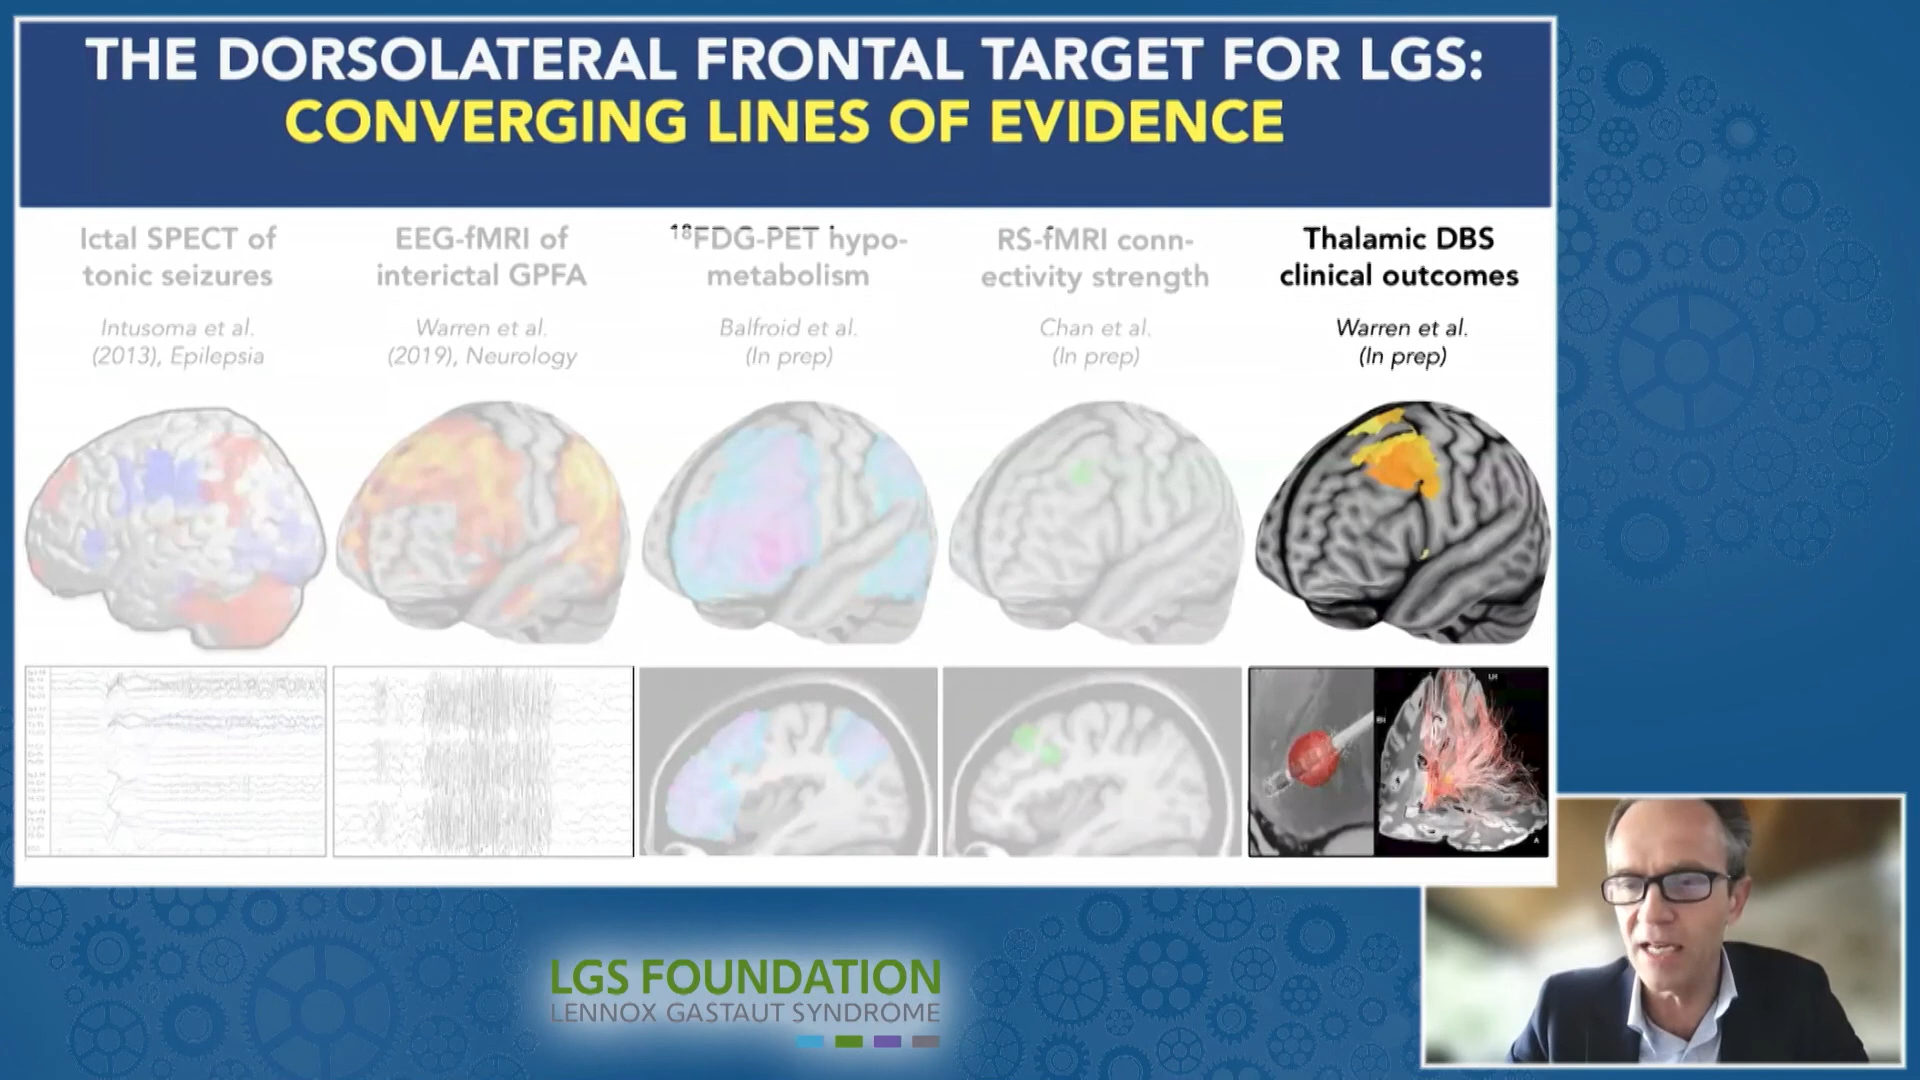 THE DORSOLATERAL FRONTAL TARGET FOR LGS:
CONVERGING LINES OF EVIDENCE
Ictal SPECT of
tonic seizures
Intusoma et al.
(2013), Epilepsia
EEG-fMRI of
interictal GPFA
Warren et al.
(2019), Neurology
¹⁸FDG-PET hypo-
metabolism
Balfroid et al.
(In prep)
RS-fMRI conn-
ectivity strength
Chan et al.
(In prep)
Thalamic DBS
clinical outcomes
Warren et al.
(In prep)
LGS FOUNDATION
LENNOX GASTAUT SYNDROME